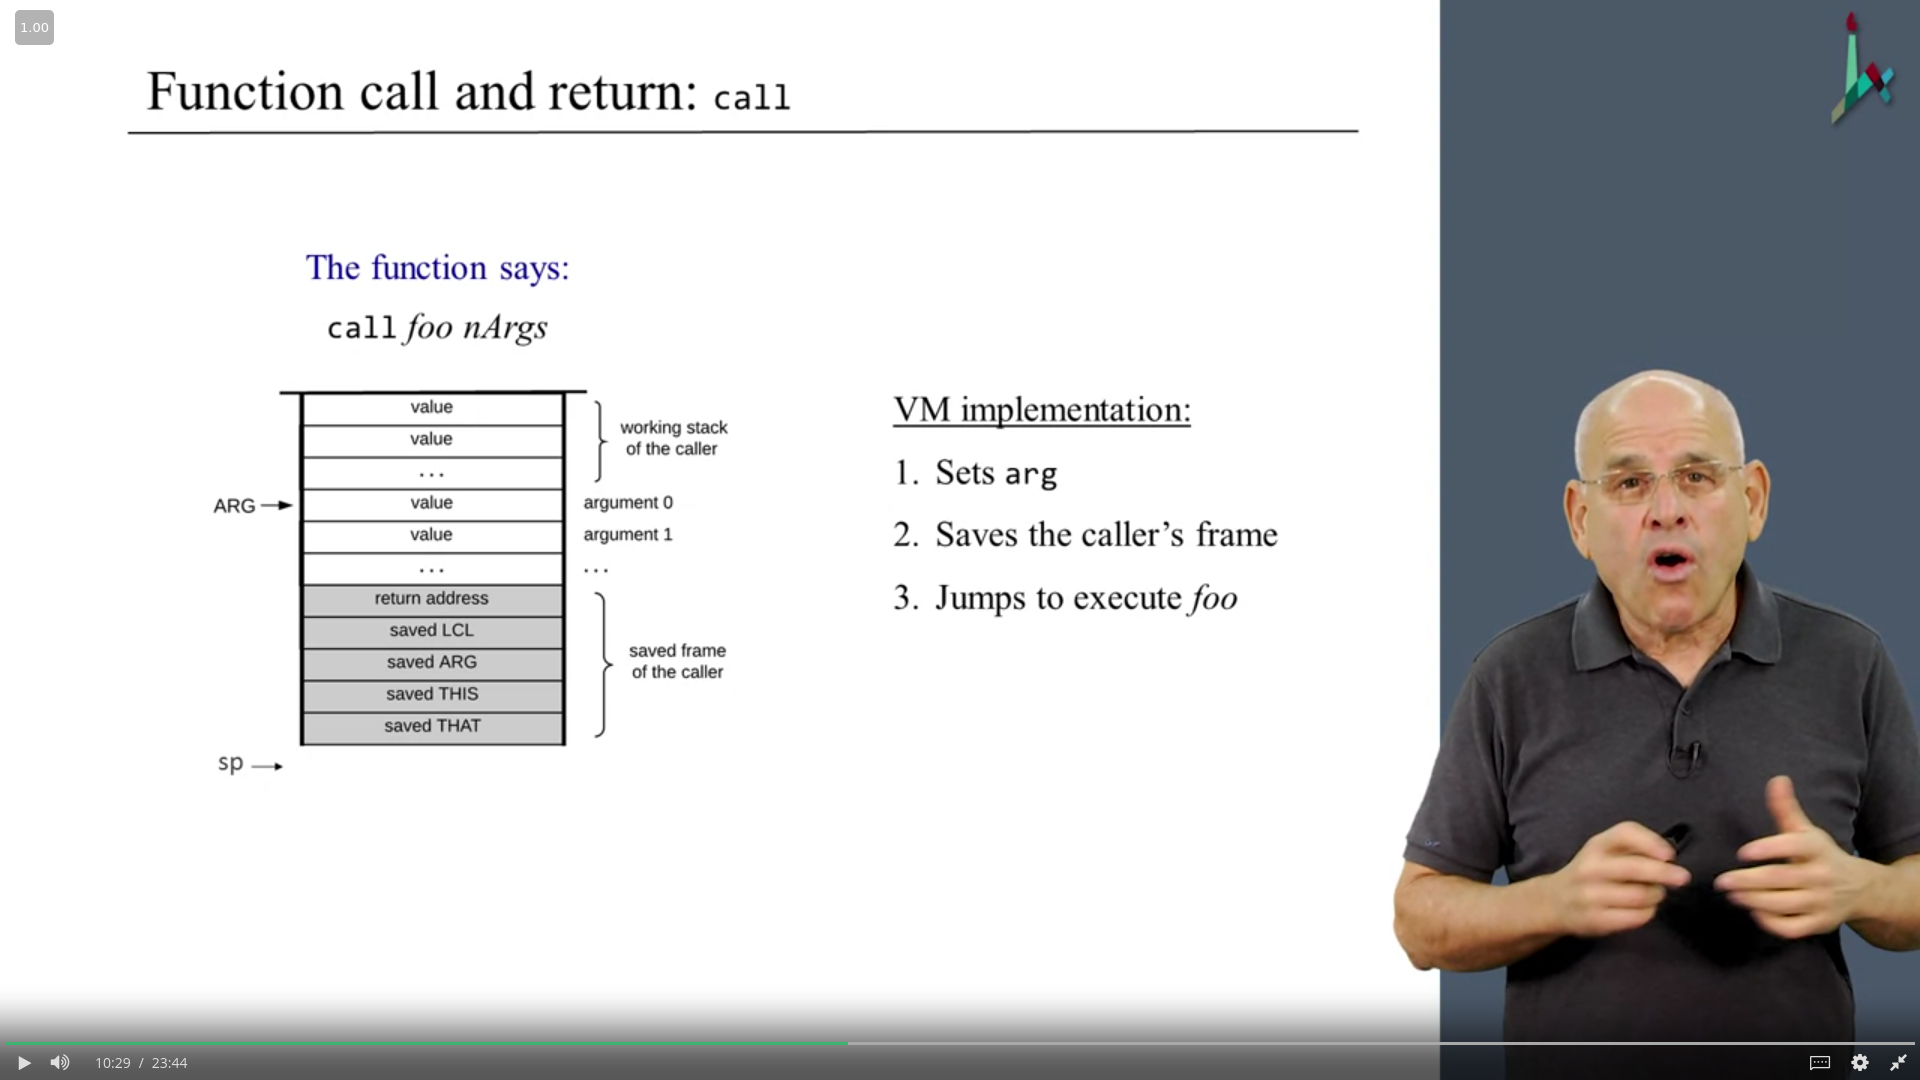 1.00
Function call and return: call
The function says:
call foo nArgs
value
value
...
value
value
...
return address
saved LCL
saved ARG
saved THIS
saved THAT
ARG
sp
working stack
of the caller
argument 0
argument 1
...
saved frame
of the caller
VM implementation:
1. Sets arg
2. Saves the caller’s frame
3. Jumps to execute foo
10:29 / 23:44